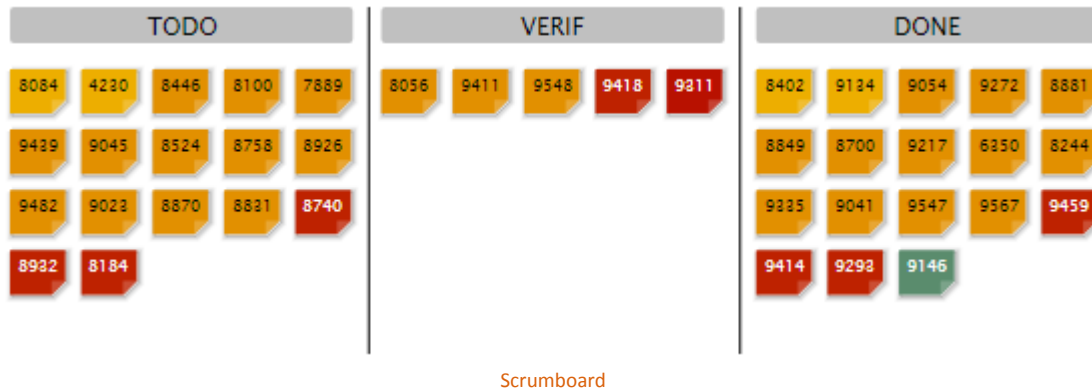 TODO VERIF DONE
8084 4230 8446 8100 7889 8056 9411 9548 9418 9311 8402 9134 9054 9272 8881
9439 9045 8524 8758 8926 8849 8700 9217 6350 8244
9482 9023 8870 8831 8740 9335 9041 9547 9567 9459
8932 8184 9414 9293 9146
Scrumboard